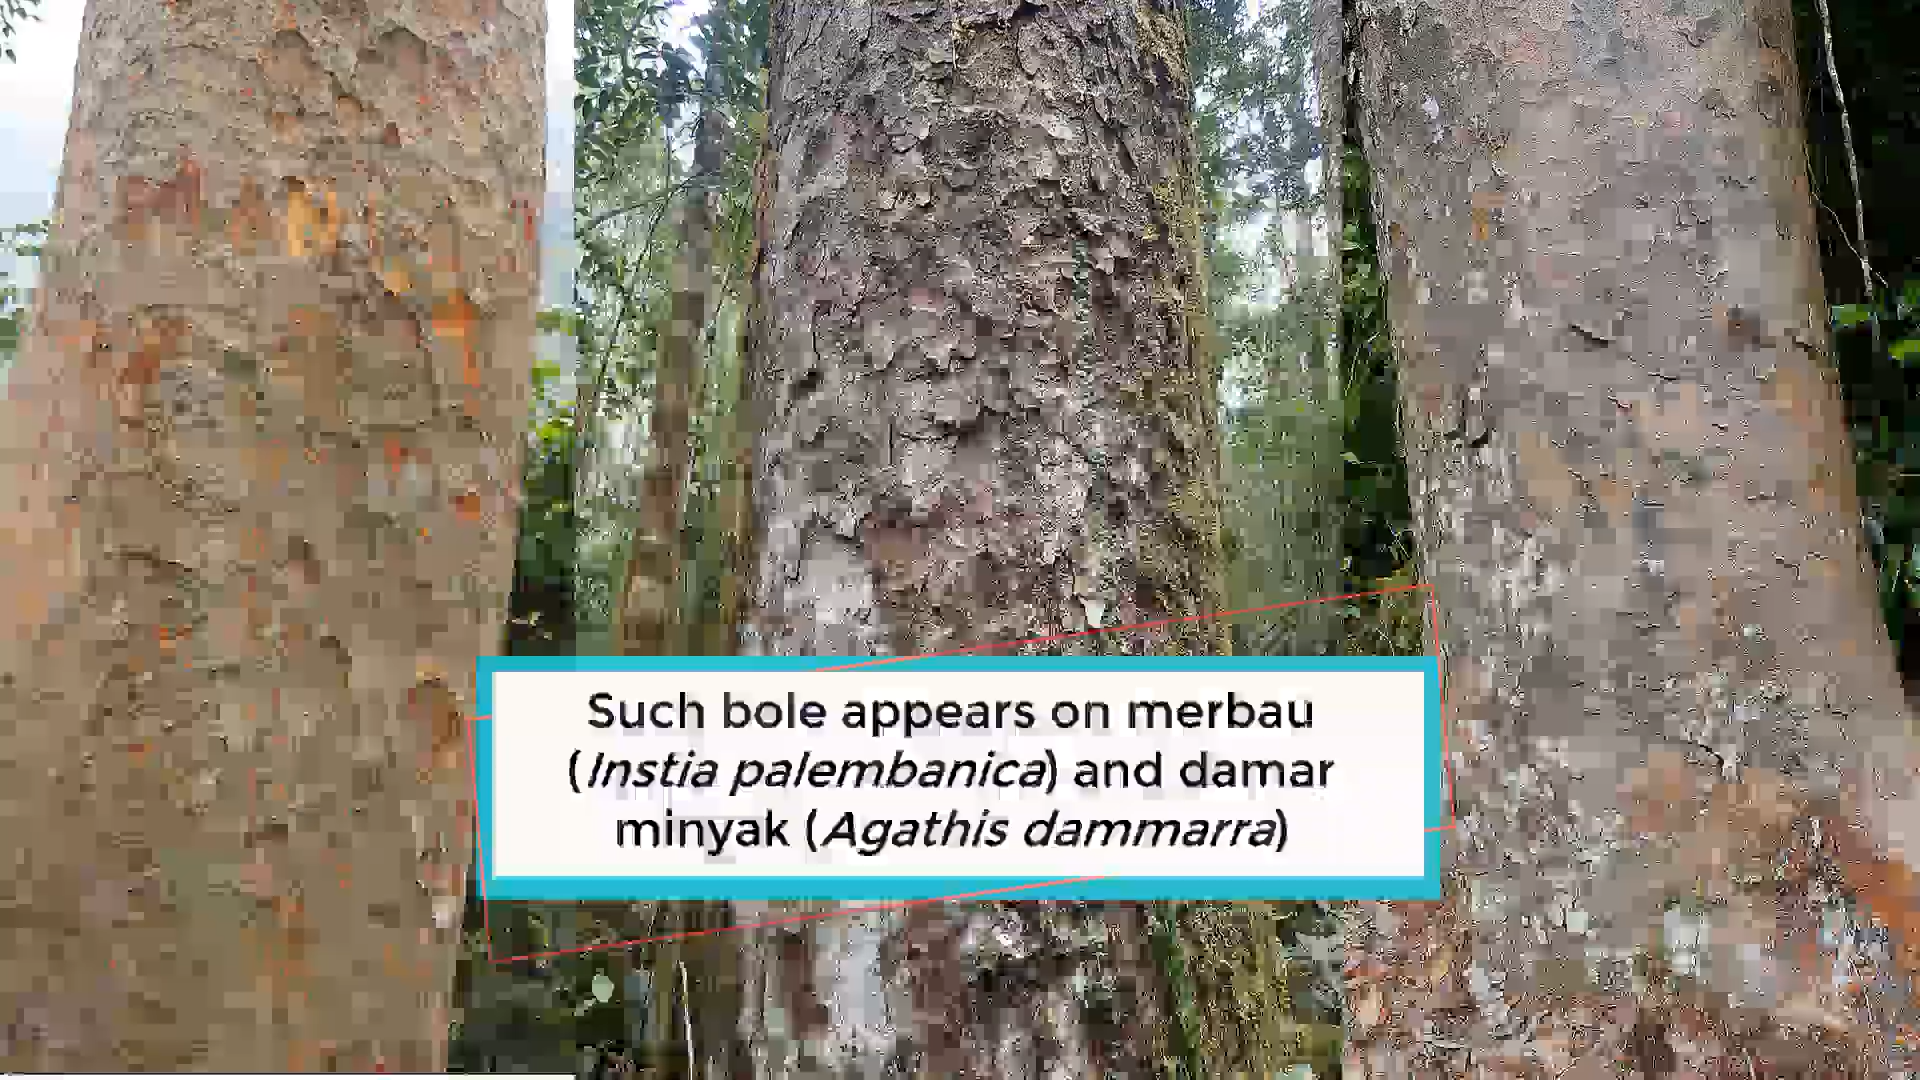 Such bole appears on merbau
(Instia palembanica) and damar
minyak (Agathis dammarra)